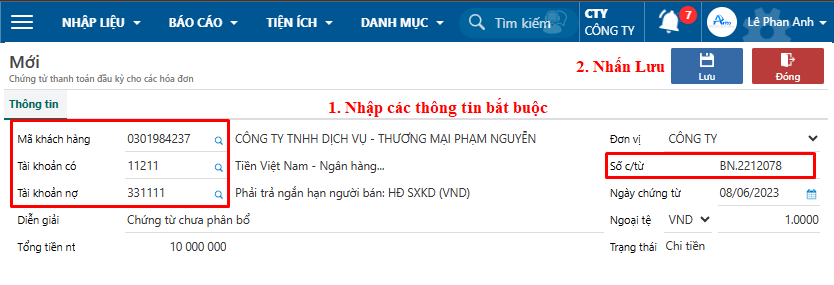 NHẬP LIỆU BÁO CÁO TIỆN ÍCH DANH MỤC Tìm kiếm CTY CÔNG TY 7 Lê Phan Anh
Mới
Chứng từ thanh toán đầu kỳ cho các hóa đơn
2. Nhấn Lưu
Lưu Đóng
Thông tin
1. Nhập các thông tin bắt buộc
Mã khách hàng 0301984237 CÔNG TY TNHH DỊCH VỤ - THƯƠNG MẠI PHẠM NGUYỄN Đơn vị CÔNG TY
Tài khoản có 11211 Tiền Việt Nam - Ngân hàng... Số c/từ BN.2212078
Tài khoản nợ 331111 Phải trả ngắn hạn người bán: HĐ SXKD (VND) Ngày chứng từ 08/06/2023
Diễn giải Chứng từ chưa phân bổ Ngoại tệ VND 1.0000
Tổng tiền nt 10 000 000 Trạng thái Chi tiền